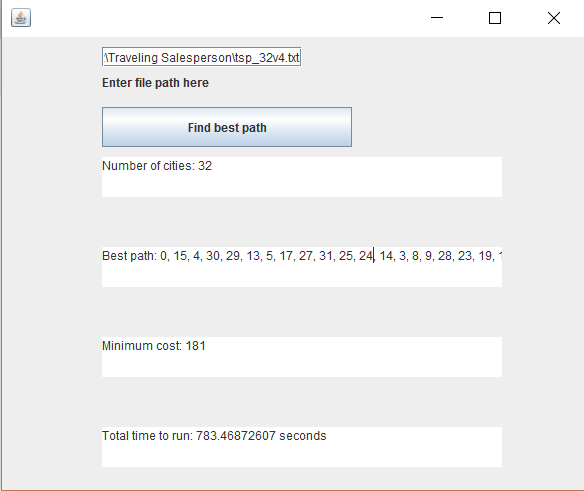 \Traveling Salesperson\tsp_32v4.txt
Enter file path here
Find best path
Number of cities: 32
Best path: 0, 15, 4, 30, 29, 13, 5, 17, 27, 31, 25, 24, 14, 3, 8, 9, 28, 23, 19,
Minimum cost: 181
Total time to run: 783.46872607 seconds